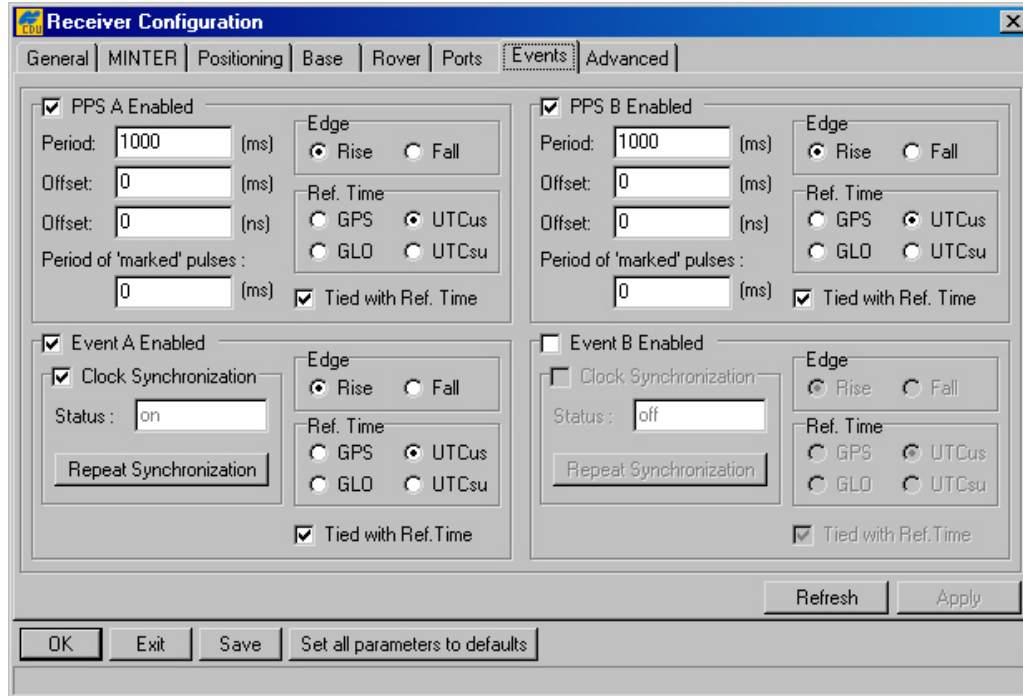 CDU Receiver Configuration
General MINTER Positioning Base Rover Ports Events Advanced
PPS A Enabled
Period: 1000 (ms)
Offset: 0 (ms)
Offset: 0 (ns)
Period of 'marked' pulses :
0 (ms)
Edge
Rise Fall
Ref. Time
GPS UTCus
GLO UTCsu
Tied with Ref. Time
PPS B Enabled
Period: 1000 (ms)
Offset: 0 (ms)
Offset: 0 (ns)
Period of 'marked' pulses :
0 (ms)
Edge
Rise Fall
Ref. Time
GPS UTCus
GLO UTCsu
Tied with Ref. Time
Event A Enabled
Clock Synchronization
Status : on
Repeat Synchronization
Edge
Rise Fall
Ref. Time
GPS UTCus
GLO UTCsu
Tied with Ref.Time
Event B Enabled
Clock Synchronization
Status : off
Repeat Synchronization
Edge
Rise Fall
Ref. Time
GPS UTCus
GLO UTCsu
Tied with Ref.Time
Refresh Apply
OK Exit Save Set all parameters to defaults